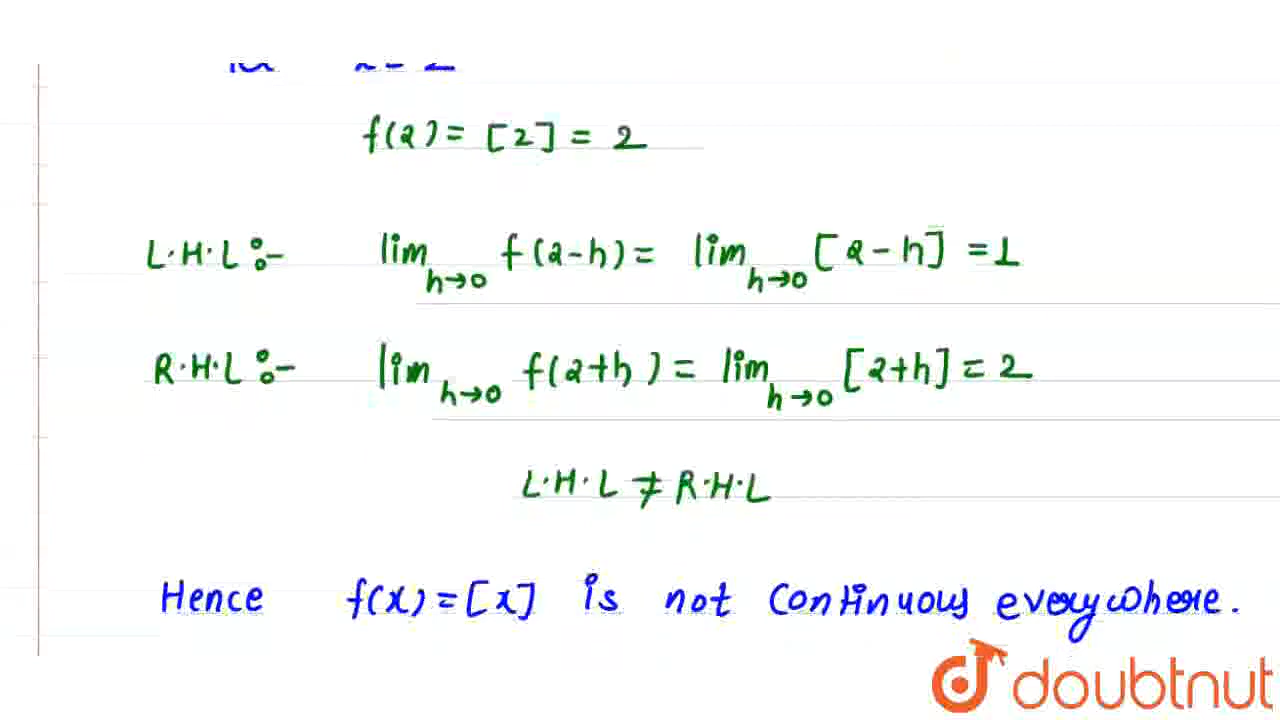 x = 2
f(2) = [2] = 2
L.H.L :- lim h→0 f(2-h) = lim h→0 [2-h] = 1
R.H.L :- lim h→0 f(2+h) = lim h→0 [2+h] = 2
L.H.L ≠ R.H.L
Hence f(x) = [x] is not continuous everywhere.
doubtnut